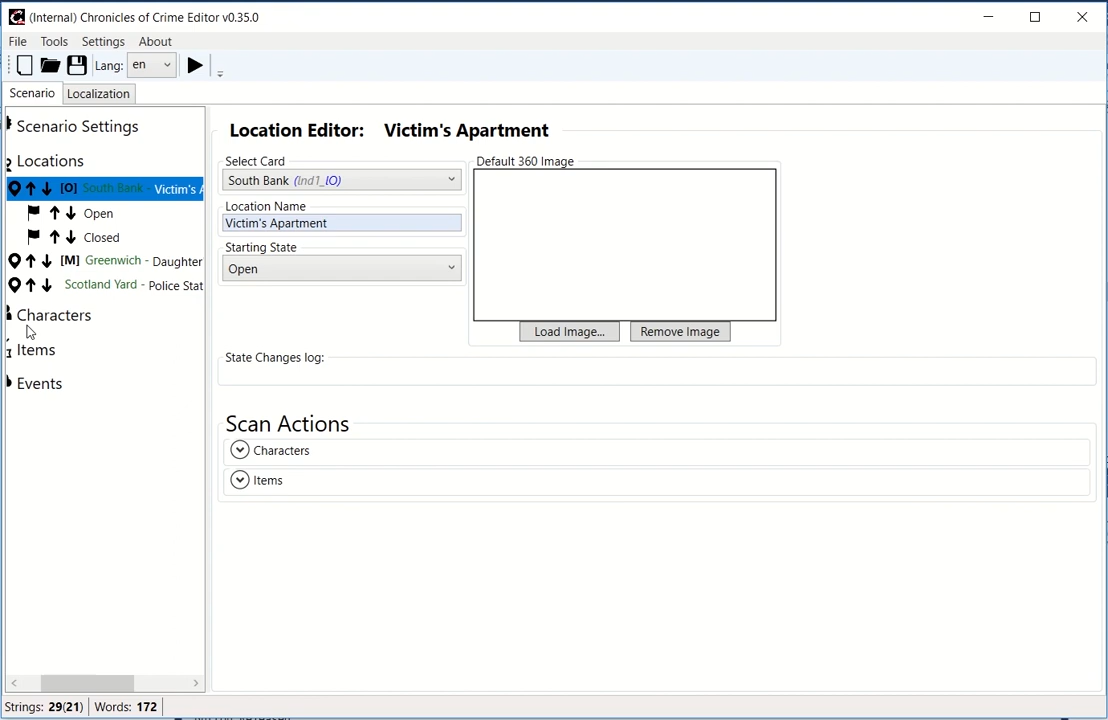 (Internal) Chronicles of Crime Editor v0.35.0
File Tools Settings About
Lang: en
Scenario Localization
Scenario Settings
Locations
[O] South Bank - Victim's A
Open
Closed
[M] Greenwich - Daughter
Scotland Yard - Police Stat
Characters
Items
Events
Location Editor: Victim's Apartment
Select Card
South Bank (lnd1_IO)
Location Name
Victim's Apartment
Starting State
Open
Default 360 Image
Load Image... Remove Image
State Changes log:
Scan Actions
Characters
Items
Strings: 29(21) Words: 172